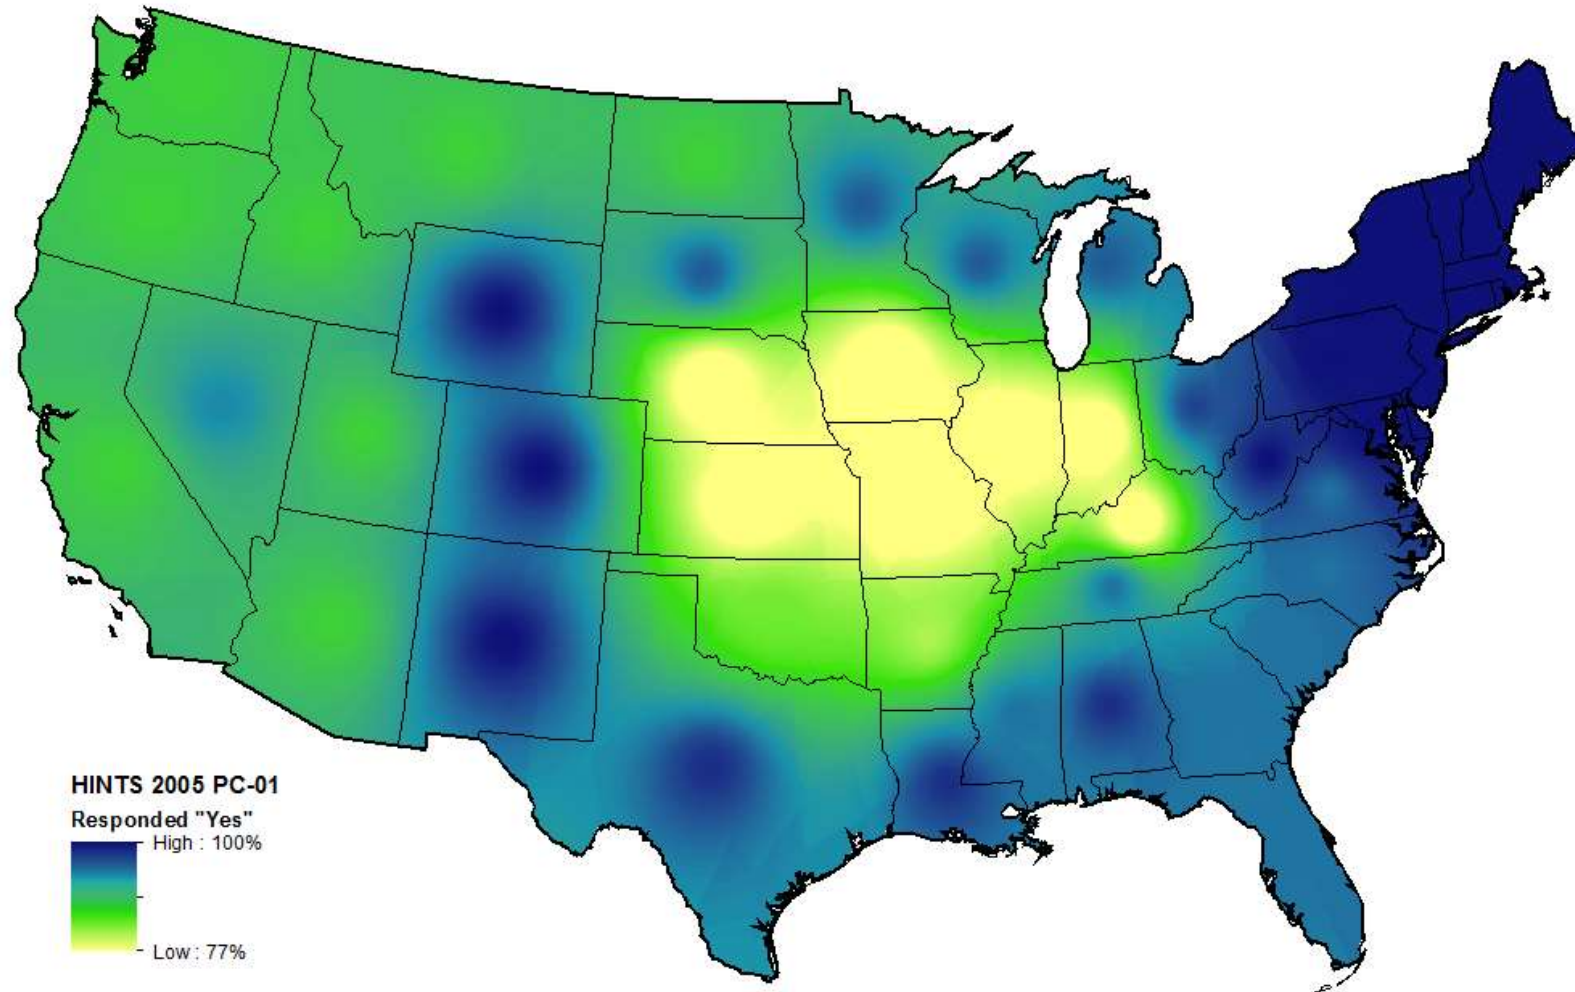 HINTS 2005 PC-01
Responded "Yes"
High : 100%
Low : 77%